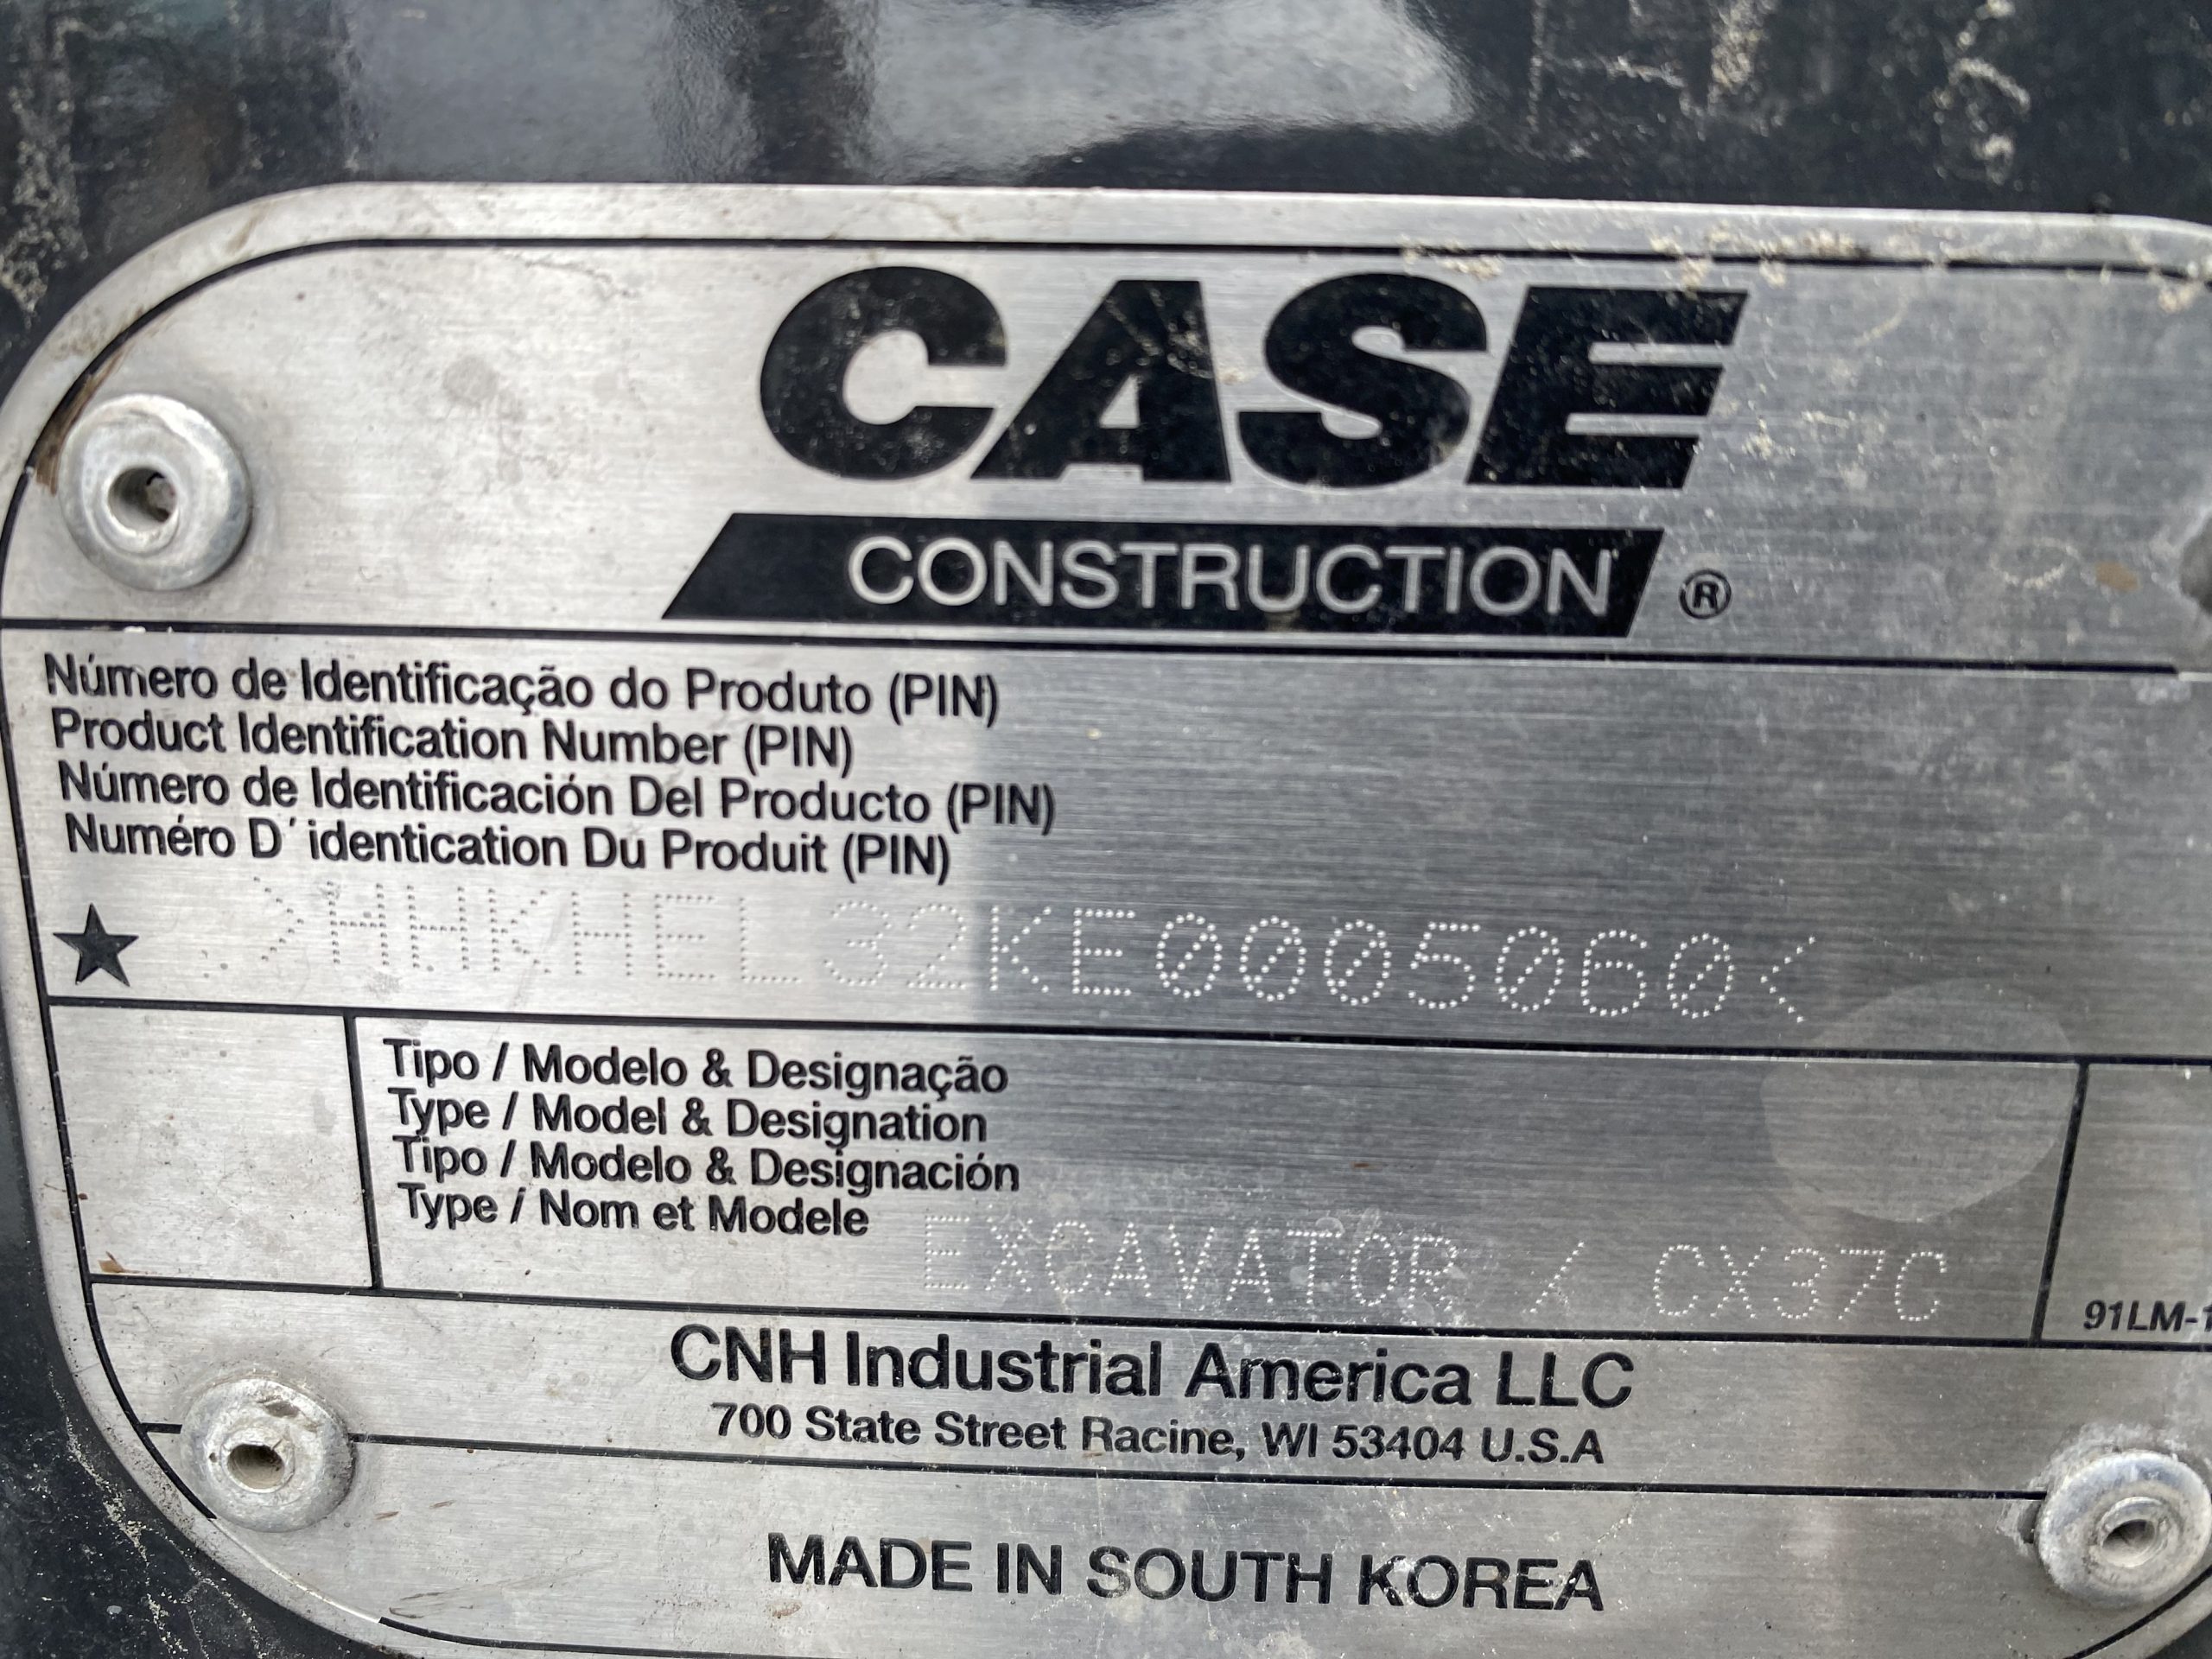 CASE
CONSTRUCTION ®
Número de Identificação do Produto (PIN)
Product Identification Number (PIN)
Número de Identificación Del Producto (PIN)
Numéro D´identication Du Produit (PIN)
★ >HHKHEL32KE0005060<
Tipo / Modelo & Designação
Type / Model & Designation
Tipo / Modelo & Designación
Type / Nom et Modele
EXCAVATOR / CX37C
91LM-1
CNH Industrial America LLC
700 State Street Racine, WI 53404 U.S.A
MADE IN SOUTH KOREA